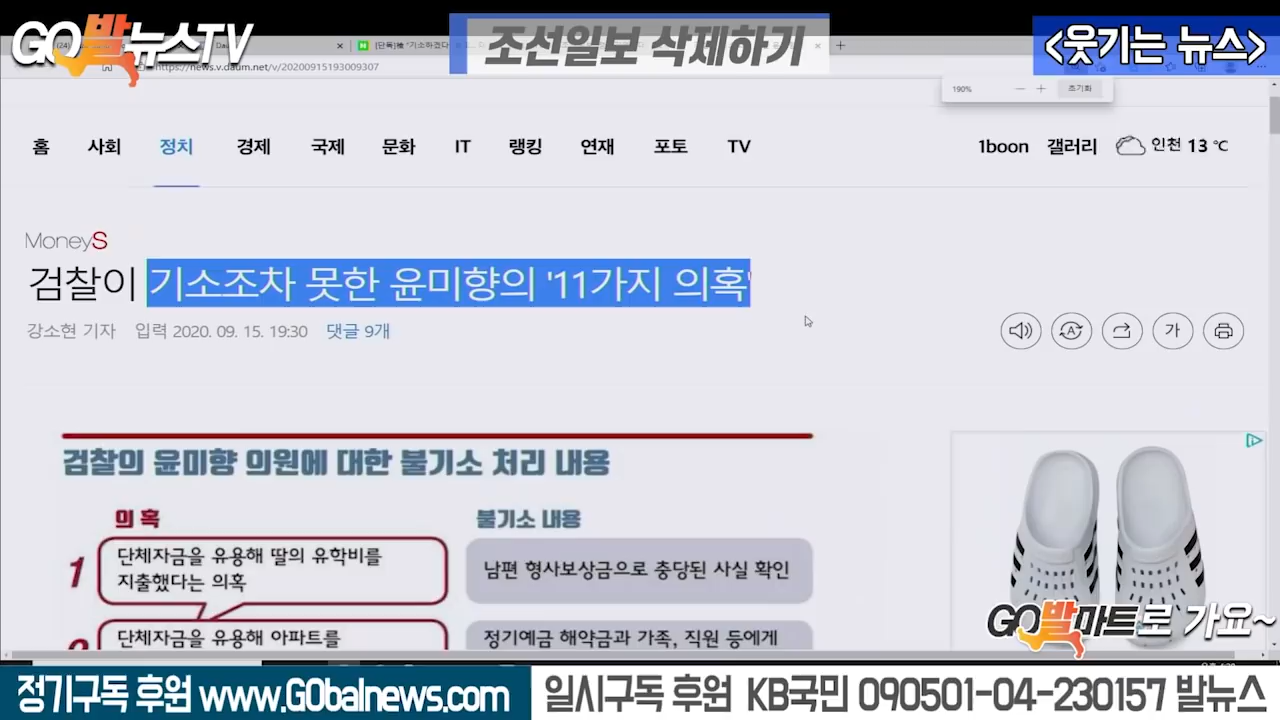 GO발뉴스TV
조선일보 삭제하기
<웃기는 뉴스>
https://news.v.daum.net/v/20200915193009307
190%
초기화
홈 사회 정치 경제 국제 문화 IT 랭킹 연재 포토 TV 1boon 갤러리 인천 13 ℃
MoneyS
검찰이 기소조차 못한 윤미향의 '11가지 의혹'
강소현 기자 입력 2020. 09. 15. 19:30 댓글 9개
가
검찰의 윤미향 의원에 대한 불기소 처리 내용
의 혹 불기소 내용
1 단체자금을 유용해 딸의 유학비를
지출했다는 의혹
남편 형사보상금으로 충당된 사실 확인
단체자금을 유용해 아파트를
정기예금 해약금과 가족, 직원 등에게
GO발마트로 가요~
정기구독 후원 www.GObalnews.com 일시구독 후원 KB국민 090501-04-230157 발뉴스